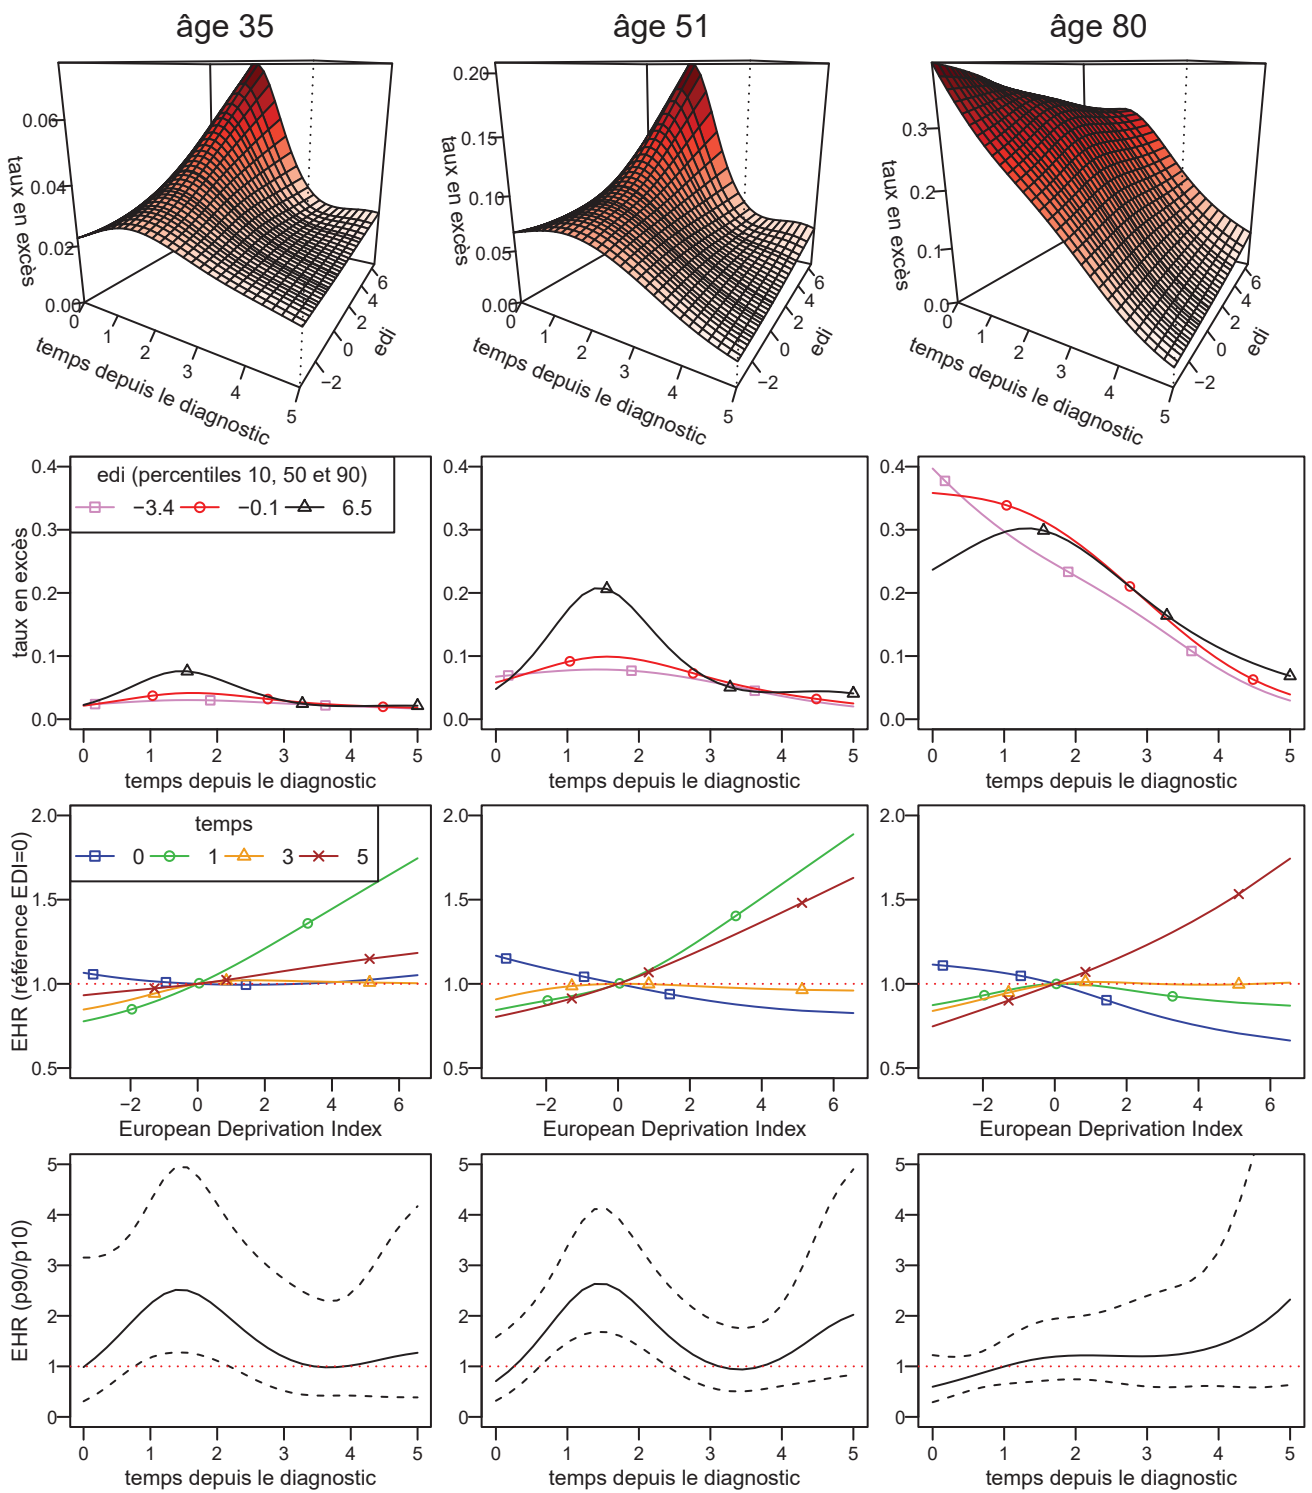 âge 35
âge 51
âge 80
0.06
0.04
0.02
0.00
taux en excès
0 1 2 3 4 5
temps depuis le diagnostic
−2 0 2 4 6
edi
0.20
0.15
0.10
0.05
0.00
taux en excès
0 1 2 3 4 5
temps depuis le diagnostic
−2 0 2 4 6
edi
0.3
0.2
0.1
0.0
taux en excès
0 1 2 3 4 5
temps depuis le diagnostic
−2 0 2 4 6
edi
edi (percentiles 10, 50 et 90)
−3.4 −0.1 6.5
taux en excès
0.4
0.3
0.2
0.1
0.0
0 1 2 3 4 5
temps depuis le diagnostic
0.4
0.3
0.2
0.1
0.0
0 1 2 3 4 5
temps depuis le diagnostic
0.4
0.3
0.2
0.1
0.0
0 1 2 3 4 5
temps depuis le diagnostic
temps
0 1 3 5
EHR (référence EDI=0)
2.0
1.5
1.0
0.5
−2 0 2 4 6
European Deprivation Index
2.0
1.5
1.0
0.5
−2 0 2 4 6
European Deprivation Index
2.0
1.5
1.0
0.5
−2 0 2 4 6
European Deprivation Index
EHR (p90/p10)
5
4
3
2
1
0
0 1 2 3 4 5
temps depuis le diagnostic
5
4
3
2
1
0
0 1 2 3 4 5
temps depuis le diagnostic
5
4
3
2
1
0
0 1 2 3 4 5
temps depuis le diagnostic